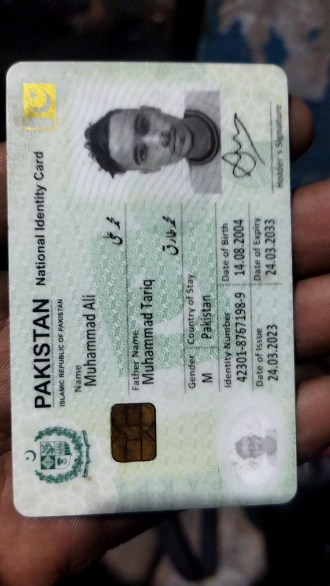 PAKISTAN National Identity Card
ISLAMIC REPUBLIC OF PAKISTAN
Name
Muhammad Ali
محمد علی
Father Name
Muhammad Tariq
محمد طارق
Gender Country of Stay
M Pakistan
Identity Number Date of Birth
42301-8767198-9 14.08.2004
Date of Issue Date of Expiry
24.03.2023 24.03.2033
Holder's Signature